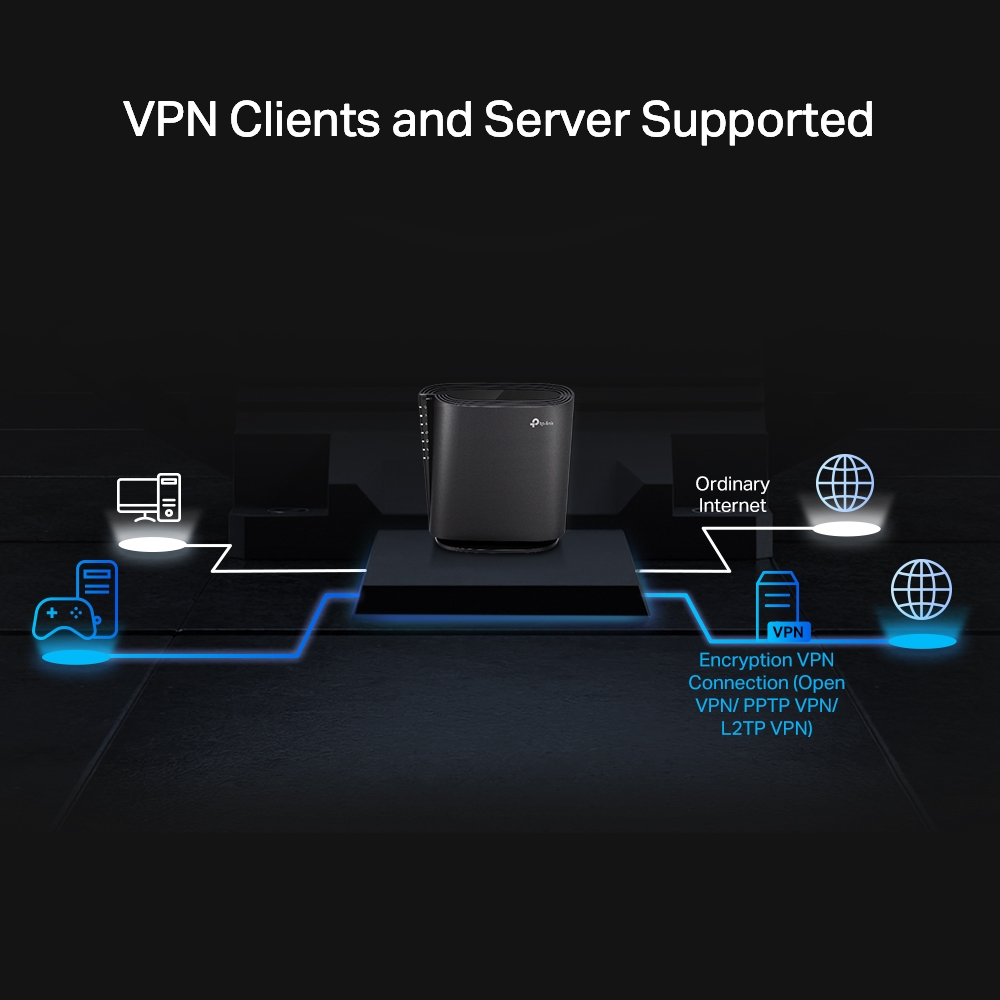 VPN Clients and Server Supported
tp-link
Ordinary
Internet
VPN
Encryption VPN
Connection (Open
VPN/ PPTP VPN/
L2TP VPN)